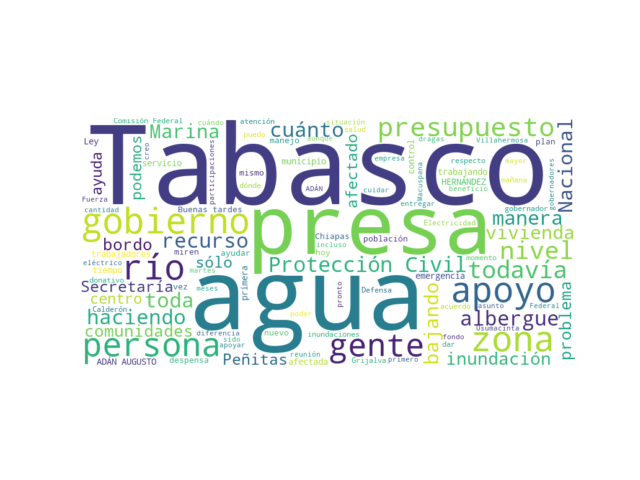 Comisión Federal cuándo atención situación
Ley Marina cuánto manejo puedo salud aunque dragas Villahermosa plan
presupuesto Nacional
ayuda podemos creo servicio participaciones municipio afectado empresa control respecto mayor
Tabasco
mismo dónde ADÁN cuidar trabajando HERNÁNDEZ mañana gobernadores
Fuerza cantidad Buenas tardes entregar Macuspana beneficio gobernador
gobierno presa manera
bordo recurso Chiapas Electricidad vivienda
trabajadores miren ayudar incluso hoy población nivel
río Protección Civil todavía
eléctrico tiempo martes primera emergencia momento
donativo Secretaría vez meses agua pronto Defensa apoyo
centro toda sólo poder acuerdo asunto Federal
Calderón haciendo albergue problema
comunidades diferencia nuevo inundaciones Usumacinta
persona sido gente bajando zona fondo dar
despensa apoyar reunión Grijalva primero
ADÁN AUGUSTO Peñitas afectada inundación